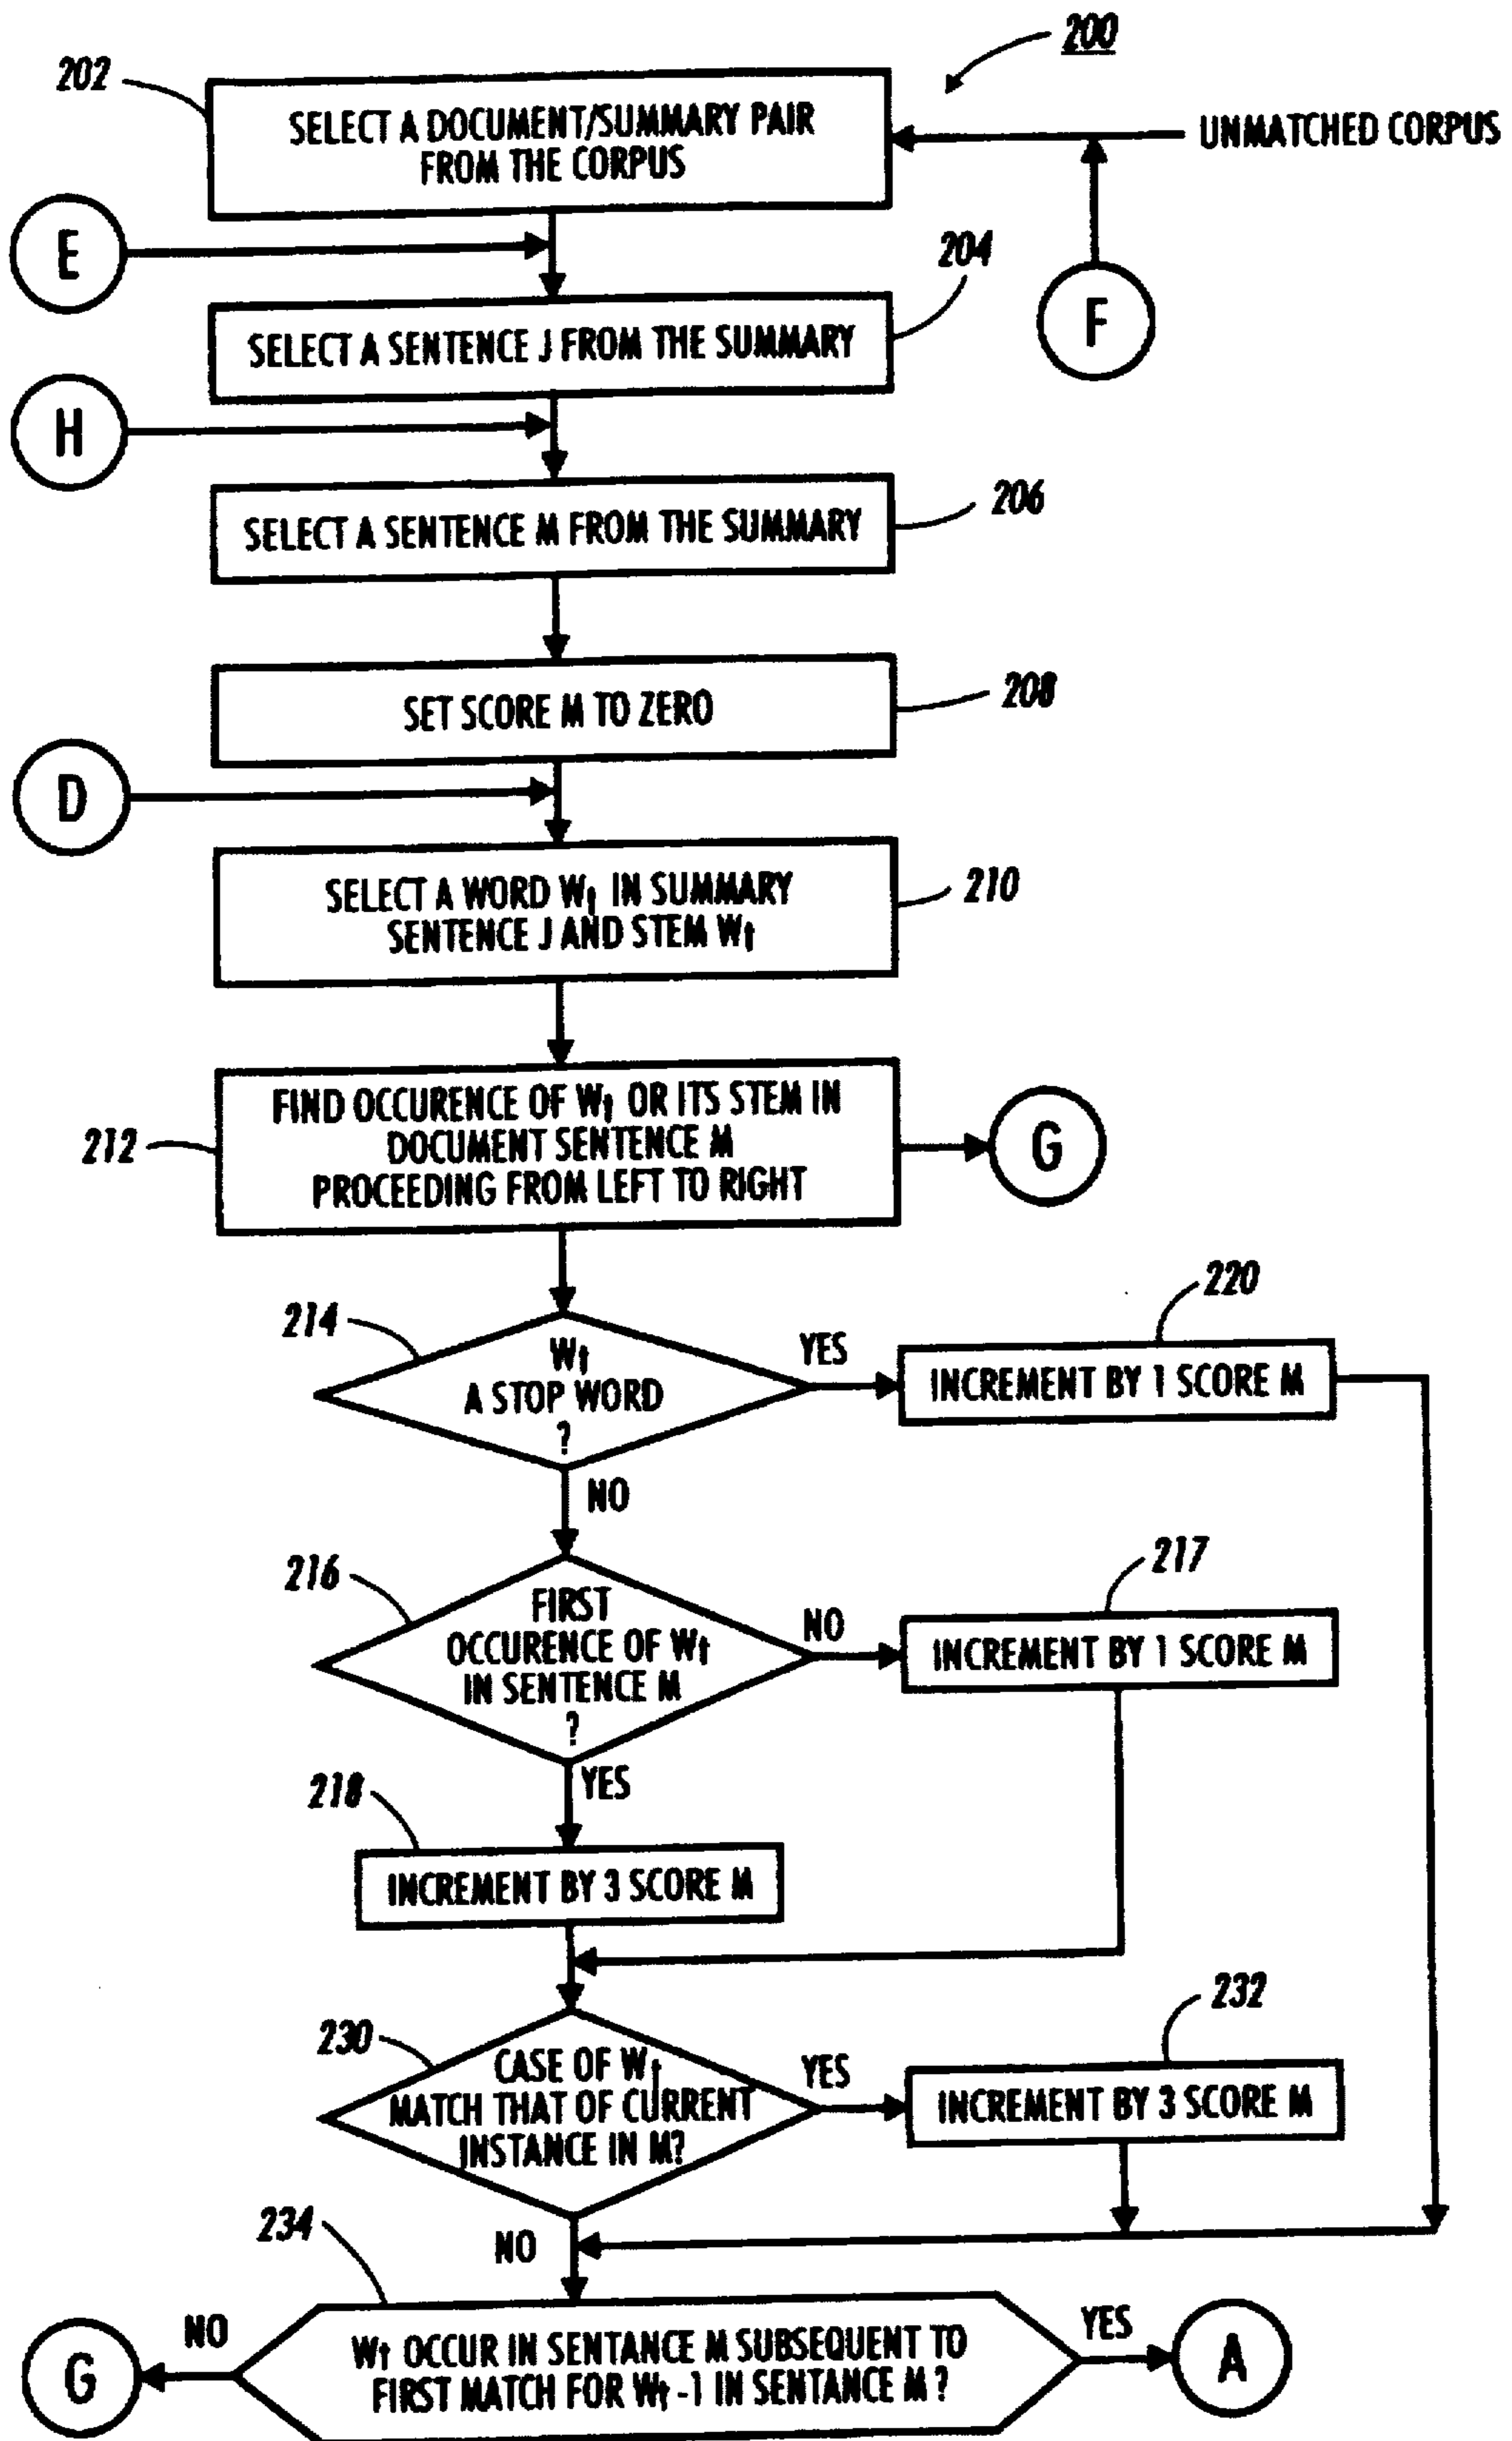 200
202
SELECT A DOCUMENT/SUMMARY PAIR
FROM THE CORPUS
UNMATCHED CORPUS
E
F
204
SELECT A SENTENCE J FROM THE SUMMARY
H
206
SELECT A SENTENCE M FROM THE SUMMARY
208
SET SCORE M TO ZERO
D
210
SELECT A WORD Wt IN SUMMARY
SENTENCE J AND STEM Wt
212
FIND OCCURENCE OF Wt OR ITS STEM IN
DOCUMENT SENTENCE M
PROCEEDING FROM LEFT TO RIGHT
G
214
Wt
A STOP WORD
?
YES
220
INCREMENT BY 1 SCORE M
NO
216
FIRST
OCCURENCE OF Wt
IN SENTENCE M
?
NO
217
INCREMENT BY 1 SCORE M
YES
218
INCREMENT BY 3 SCORE M
230
CASE OF Wt
MATCH THAT OF CURRENT
INSTANCE IN M?
YES
232
INCREMENT BY 3 SCORE M
NO
234
Wt OCCUR IN SENTANCE M SUBSEQUENT TO
FIRST MATCH FOR Wt-1 IN SENTANCE M?
NO
G
YES
A